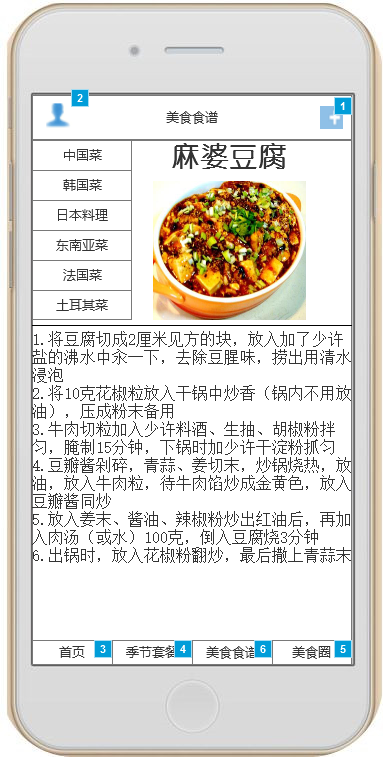 2
1
美食食谱
+
中国菜
韩国菜
日本料理
东南亚菜
法国菜
土耳其菜
麻婆豆腐
1.将豆腐切成2厘米见方的块，放入加了少许
盐的沸水中汆一下，去除豆腥味，捞出用清水
浸泡
2.将10克花椒粒放入干锅中炒香（锅内不用放
油），压成粉末备用
3.牛肉切粒加入少许料酒、生抽、胡椒粉拌
匀，腌制15分钟，下锅时加少许干淀粉抓匀
4.豆瓣酱剁碎，青蒜、姜切末，炒锅烧热，放
油，放入牛肉粒，待牛肉馅炒成金黄色，放入
豆瓣酱同炒
5.放入姜末、酱油、辣椒粉炒出红油后，再加
入肉汤（或水）100克，倒入豆腐烧3分钟
6.出锅时，放入花椒粉翻炒，最后撒上青蒜末
首页
3
季节套餐
4
美食食谱
6
美食圈
5